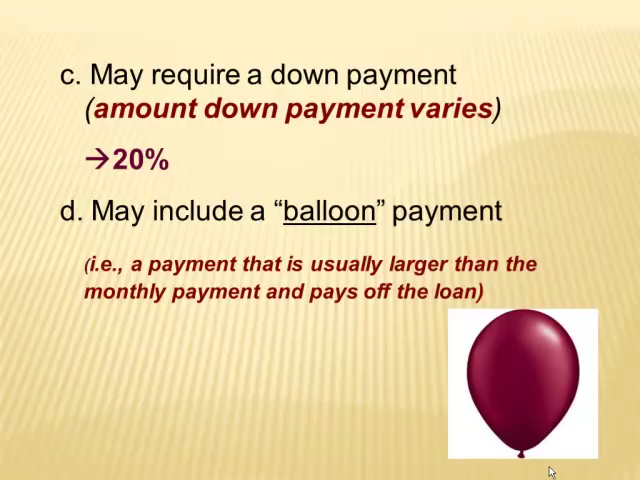 c. May require a down payment
(amount down payment varies)
→20%
d. May include a “balloon” payment
(i.e., a payment that is usually larger than the
monthly payment and pays off the loan)